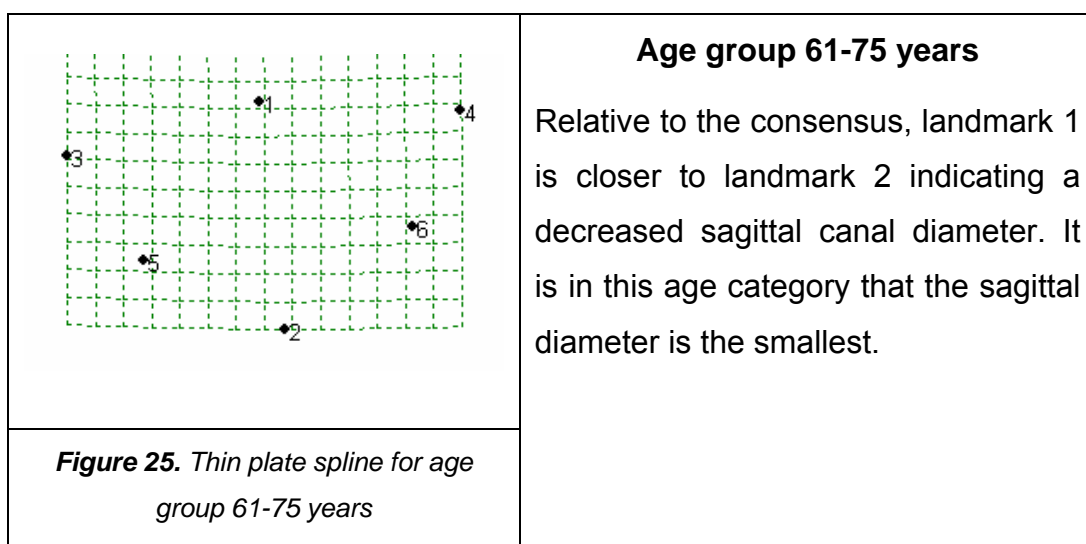 1
4
3
6
5
2
Figure 25. Thin plate spline for age
group 61-75 years
Age group 61-75 years
Relative to the consensus, landmark 1
is closer to landmark 2 indicating a
decreased sagittal canal diameter. It
is in this age category that the sagittal
diameter is the smallest.